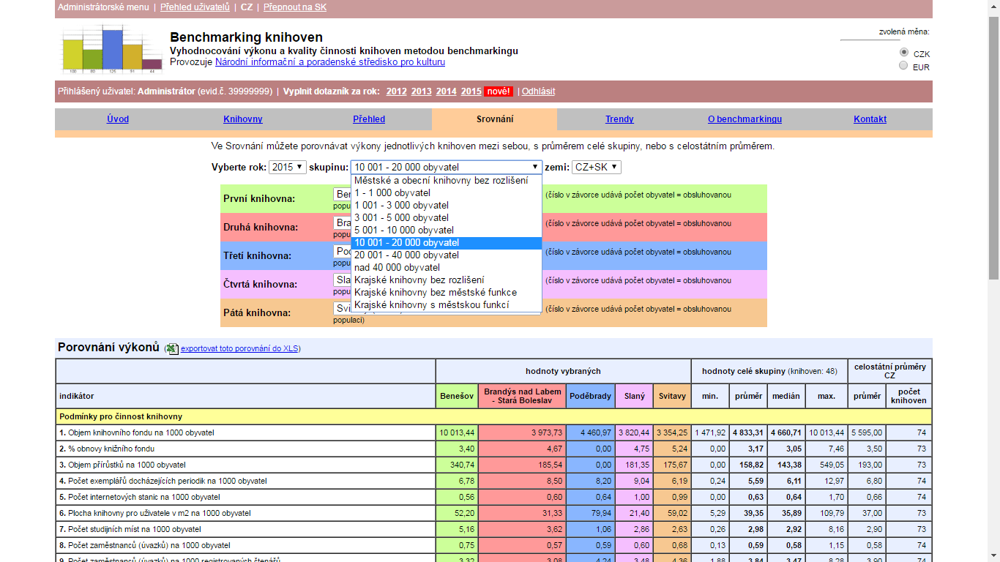 Administrátorské menu | Přehled uživatelů | CZ | Přepnout na SK
Benchmarking knihoven
Vyhodnocování výkonu a kvality činnosti knihoven metodou benchmarkingu
Provozuje Národní informační a poradenské středisko pro kulturu
100 80 125 91 44
zvolená měna:
CZK
EUR
Přihlášený uživatel: Administrátor (evid.č. 39999999) | Vyplnit dotazník za rok: 2012 2013 2014 2015 nové! | Odhlásit
Úvod Knihovny Přehled Srovnání Trendy O benchmarkingu Kontakt
Ve Srovnání můžete porovnávat výkony jednotlivých knihoven mezi sebou, s průměrem celé skupiny, nebo s celostátním průměrem.
Vyberte rok: 2015 skupinu: 10 001 - 20 000 obyvatel zemi: CZ+SK
Městské a obecní knihovny bez rozlišení
1 - 1 000 obyvatel
1 001 - 3 000 obyvatel
3 001 - 5 000 obyvatel
5 001 - 10 000 obyvatel
10 001 - 20 000 obyvatel
20 001 - 40 000 obyvatel
nad 40 000 obyvatel
Krajské knihovny bez rozlišení
Krajské knihovny bez městské funkce
Krajské knihovny s městskou funkcí
První knihovna: Ber (číslo v závorce udává počet obyvatel = obsluhovanou
popu
Druhá knihovna: Bra (číslo v závorce udává počet obyvatel = obsluhovanou
popu
Třetí knihovna: Poc (číslo v závorce udává počet obyvatel = obsluhovanou
popu
Čtvrtá knihovna: Sla (číslo v závorce udává počet obyvatel = obsluhovanou
popu
Pátá knihovna: Svi (číslo v závorce udává počet obyvatel = obsluhovanou
populaci)
Porovnání výkonů (exportovat toto porovnání do XLS)
hodnoty vybraných hodnoty celé skupiny (knihoven: 48) celostátní průměry CZ
indikátor Benešov Brandýs nad Labem - Stará Boleslav Poděbrady Slaný Svitavy min. průměr medián max. průměr počet knihoven
Podmínky pro činnost knihovny
1. Objem knihovního fondu na 1000 obyvatel 10 013,44 3 973,73 4 460,97 3 820,44 3 354,25 1 471,92 4 833,31 4 660,71 10 013,44 5 595,00 74
2. % obnovy knižního fondu 3,40 4,67 0,00 4,75 5,24 0,00 3,17 3,05 7,46 3,50 73
3. Objem přírůstků na 1000 obyvatel 340,74 185,54 0,00 181,35 175,67 0,00 158,82 143,38 549,05 193,00 73
4. Počet exemplářů docházejících periodik na 1000 obyvatel 6,78 8,50 8,20 9,04 6,19 0,24 5,59 6,11 12,97 6,80 74
5. Počet internetových stanic na 1000 obyvatel 0,56 0,60 0,64 1,00 0,99 0,00 0,63 0,64 1,70 0,66 74
6. Plocha knihovny pro uživatele v m2 na 1000 obyvatel 52,20 31,33 79,94 21,40 59,02 5,29 39,35 35,89 109,79 37,00 73
7. Počet studijních míst na 1000 obyvatel 5,16 3,62 1,06 2,86 2,63 0,26 2,98 2,92 8,16 2,90 73
8. Počet zaměstnanců (úvazků) na 1000 obyvatel 0,75 0,57 0,59 0,60 0,68 0,13 0,59 0,58 1,15 0,58 74
9. Počet zaměstnanců (úvazků) na 1000 registrovaných čtenářů 3,32 3,08 4,24 3,48 4,36 1,88 3,84 3,47 8,28 3,90 74